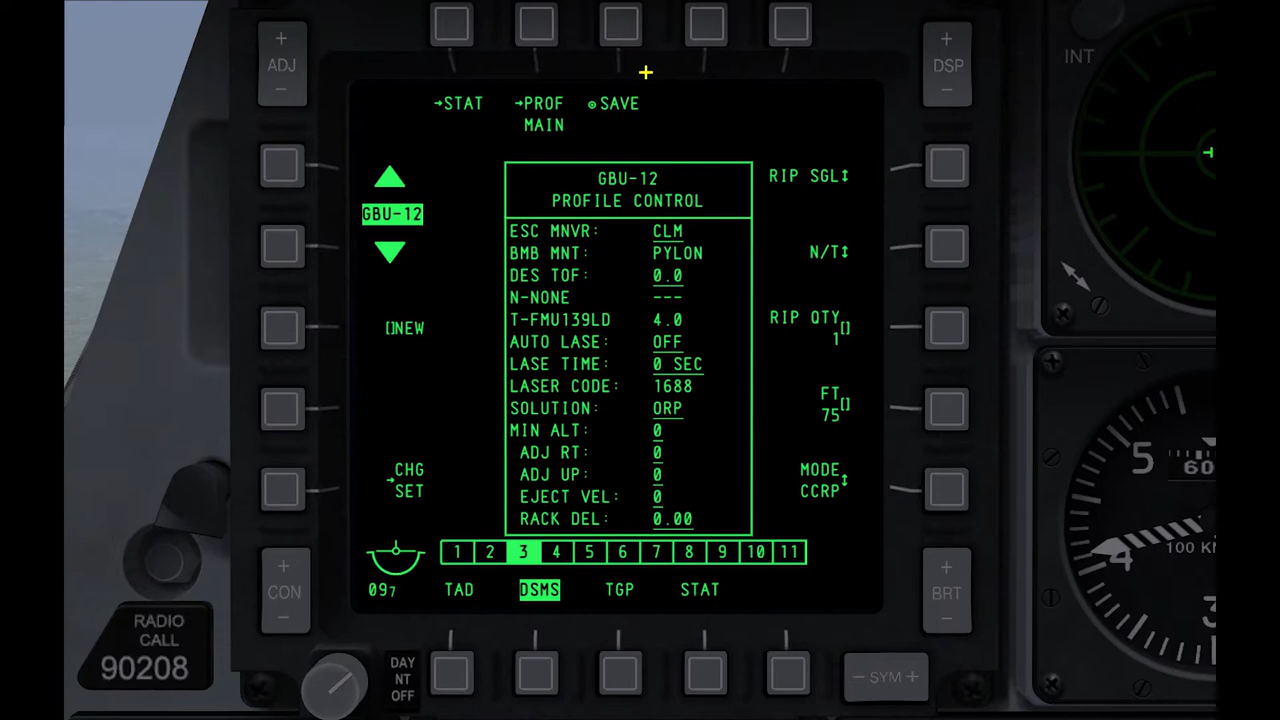 ADJ
DSP
INT
→STAT →PROF ⊙SAVE
MAIN
GBU-12
PROFILE CONTROL
RIP SGL↕
GBU-12
ESC MNVR: CLM
BMB MNT: PYLON
N/T↕
DES TOF: 0.0
N-NONE ---
T-FMU139LD 4.0
RIP QTY
1[]
[]NEW
AUTO LASE: OFF
LASE TIME: 0 SEC
LASER CODE: 1688
FT
75[]
SOLUTION: ORP
MIN ALT: 0
ADJ RT: 0
ADJ UP: 0
→CHG
SET
MODE
CCRP↕
EJECT VEL: 0
RACK DEL: 0.00
5
60
1 2 3 4 5 6 7 8 9 10 11
4
100
097
TAD DSMS TGP STAT
CON
BRT
3
RADIO
CALL
90208
DAY
NT
OFF
− SYM +